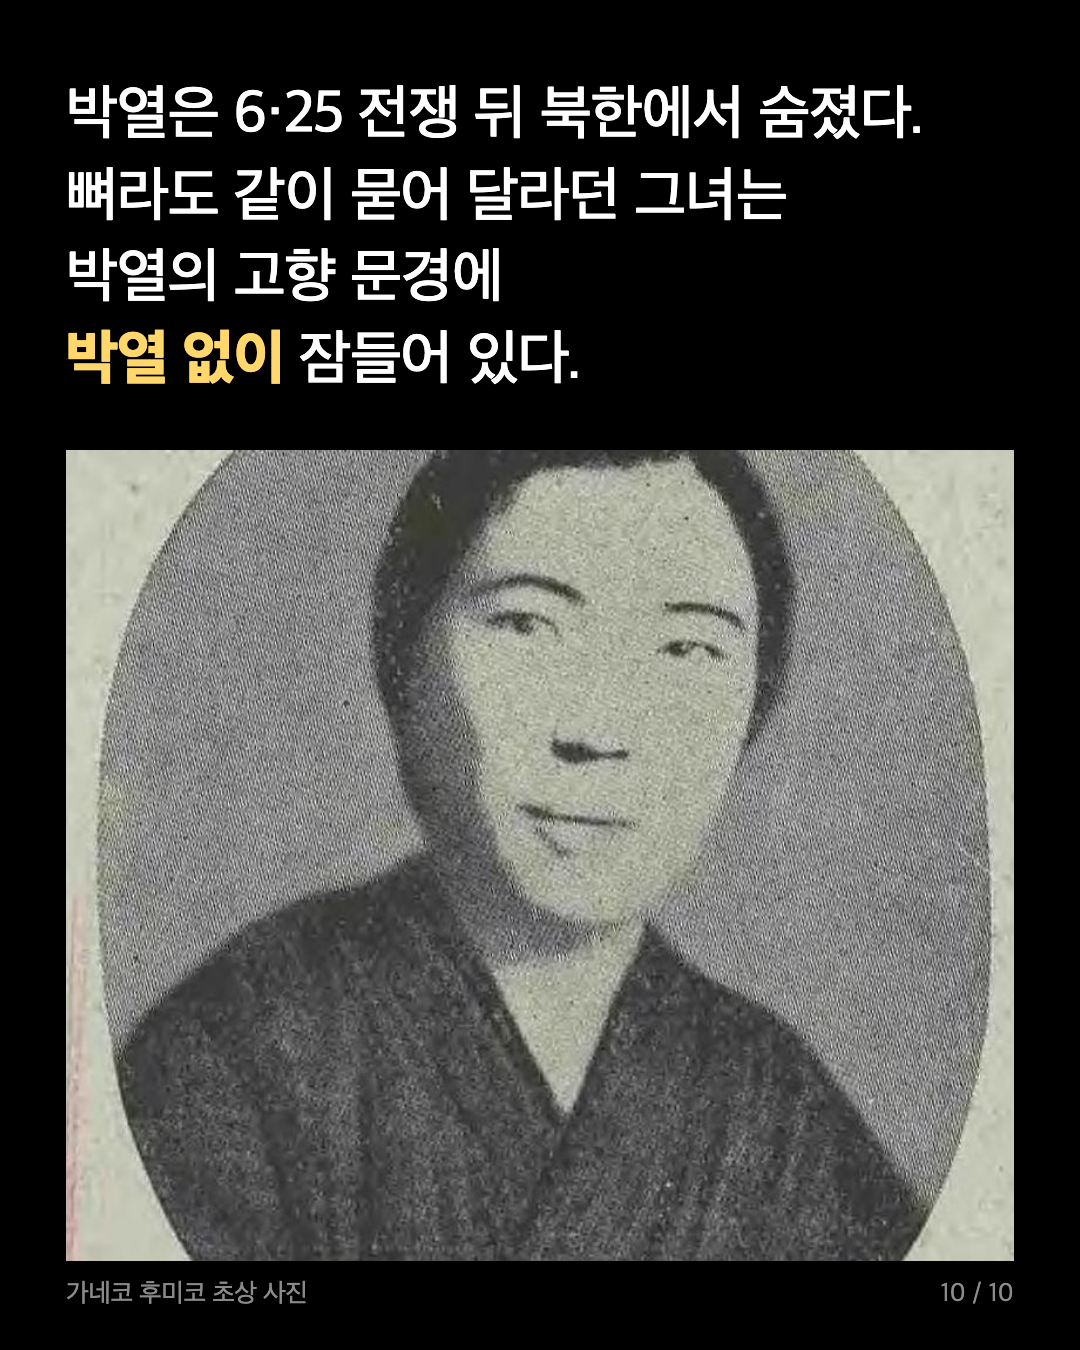 박열은 6·25 전쟁 뒤 북한에서 숨졌다.
뼈라도 같이 묻어 달라던 그녀는
박열의 고향 문경에
박열 없이 잠들어 있다.
가네코 후미코 초상 사진
10 / 10